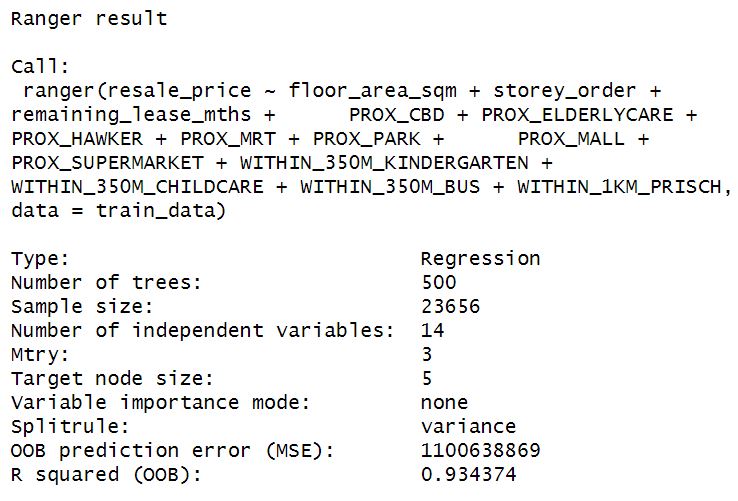 Ranger result

Call:
 ranger(resale_price ~ floor_area_sqm + storey_order +
remaining_lease_mths +      PROX_CBD + PROX_ELDERLYCARE +
PROX_HAWKER + PROX_MRT + PROX_PARK +      PROX_MALL +
PROX_SUPERMARKET + WITHIN_350M_KINDERGARTEN +
WITHIN_350M_CHILDCARE + WITHIN_350M_BUS + WITHIN_1KM_PRISCH,
data = train_data)

Type:                             Regression
Number of trees:                  500
Sample size:                      23656
Number of independent variables:  14
Mtry:                             3
Target node size:                 5
Variable importance mode:         none
Splitrule:                        variance
OOB prediction error (MSE):       1100638869
R squared (OOB):                  0.934374